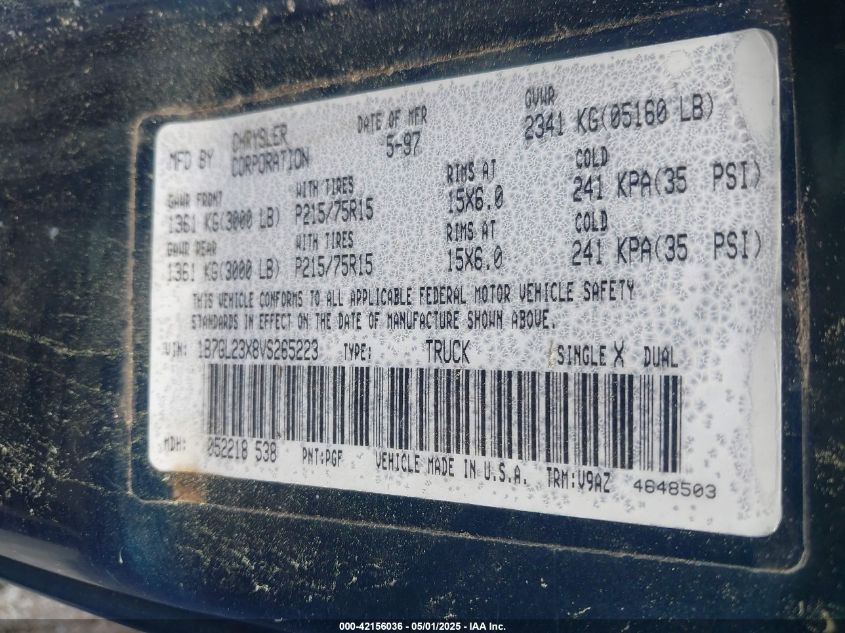 MFD BY CHRYSLER CORPORATION DATE OF MFR 5-97 GVWR 2341 KG(05160 LB)
GAWR FRONT WITH TIRES RIMS AT COLD
1361 KG(3000 LB) P215/75R15 15X6.0 241 KPA(35 PSI)
GAWR REAR WITH TIRES RIMS AT COLD
1361 KG(3000 LB) P215/75R15 15X6.0 241 KPA(35 PSI)
THIS VEHICLE CONFORMS TO ALL APPLICABLE FEDERAL MOTOR VEHICLE SAFETY
STANDARDS IN EFFECT ON THE DATE OF MANUFACTURE SHOWN ABOVE.
VIN: 1B7GL23X8VS265223 TYPE: TRUCK SINGLE X DUAL
MDH: 052218 538 PNT:PGF VEHICLE MADE IN U.S.A. TRM:V9AZ 4648503
000-42156036 - 05/01/2025 - IAA Inc.